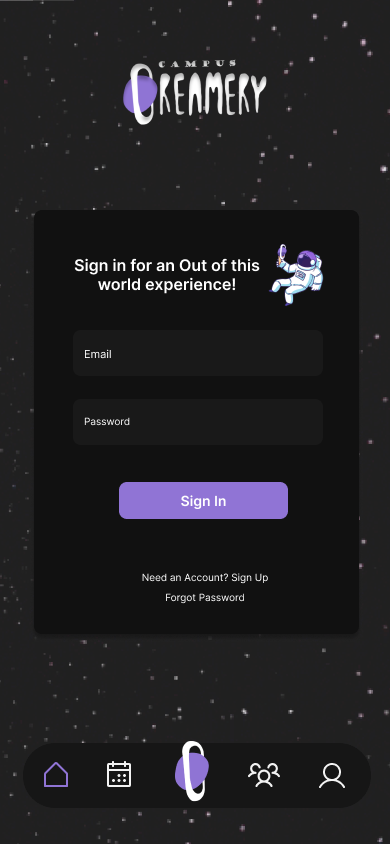 CAMPUS
CREAMERY
Sign in for an Out of this
world experience!
Email
Password
Sign In
Need an Account? Sign Up
Forgot Password